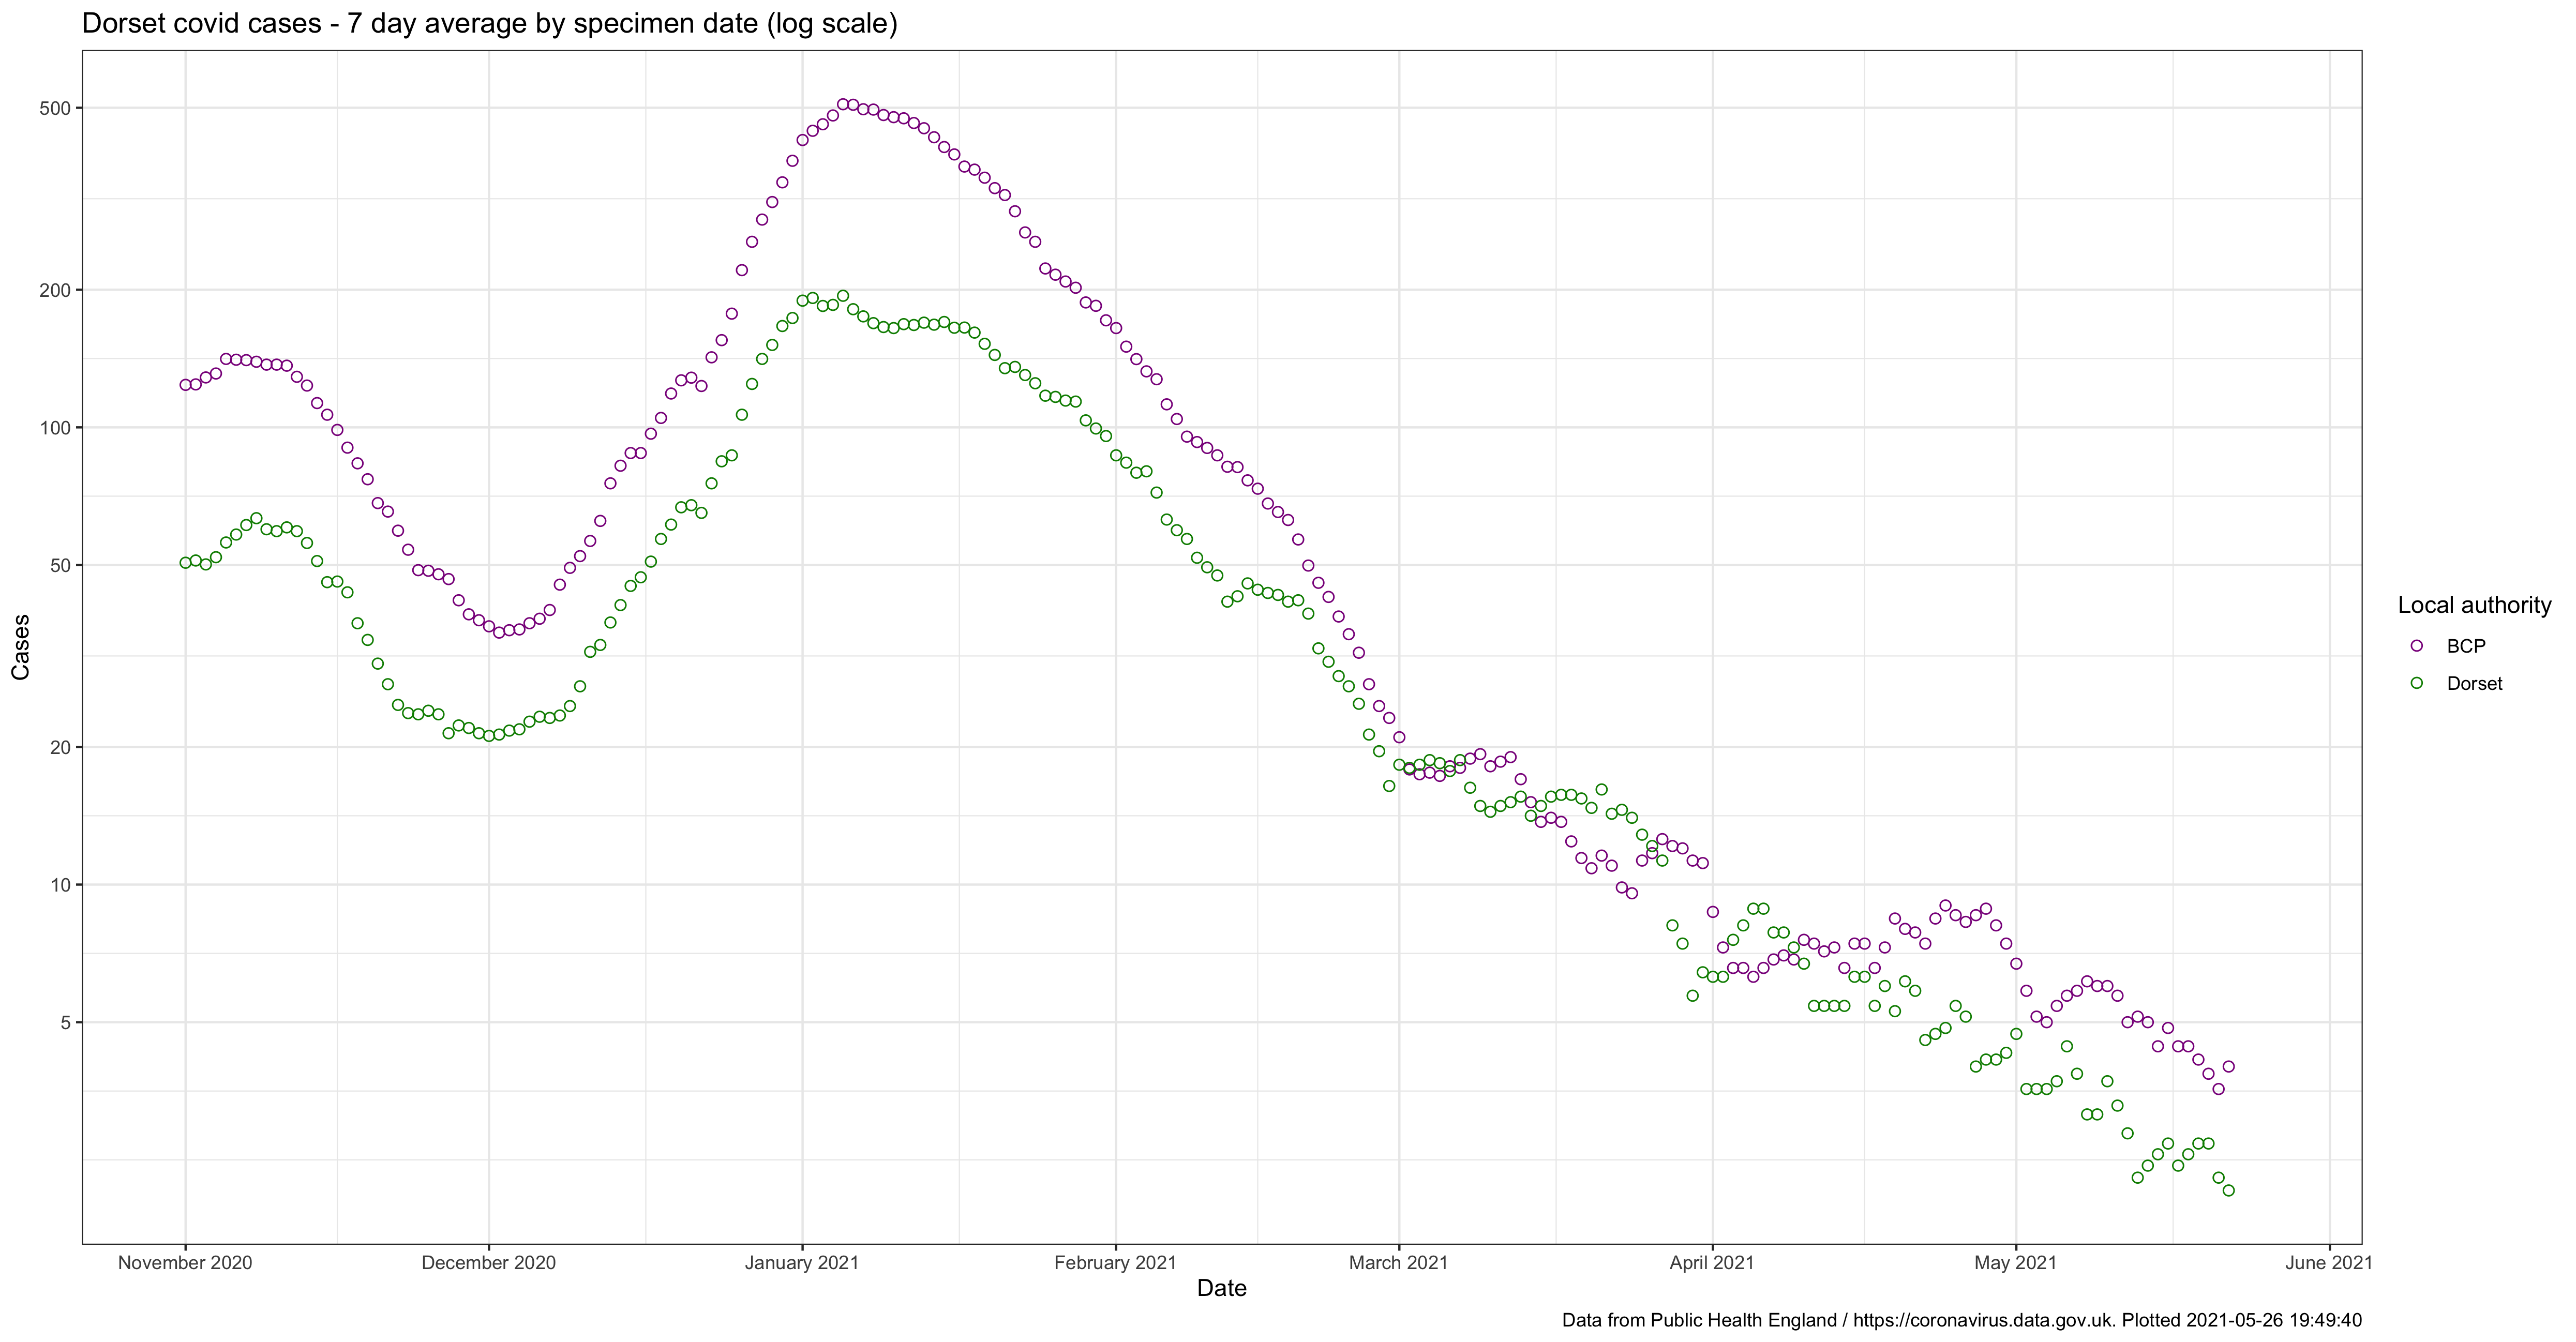 Dorset covid cases - 7 day average by specimen date (log scale)
500
200
100
50
20
10
5
Cases
November 2020
December 2020
January 2021
February 2021
March 2021
April 2021
May 2021
June 2021
Date
Local authority
BCP
Dorset
Data from Public Health England / https://coronavirus.data.gov.uk. Plotted 2021-05-26 19:49:40